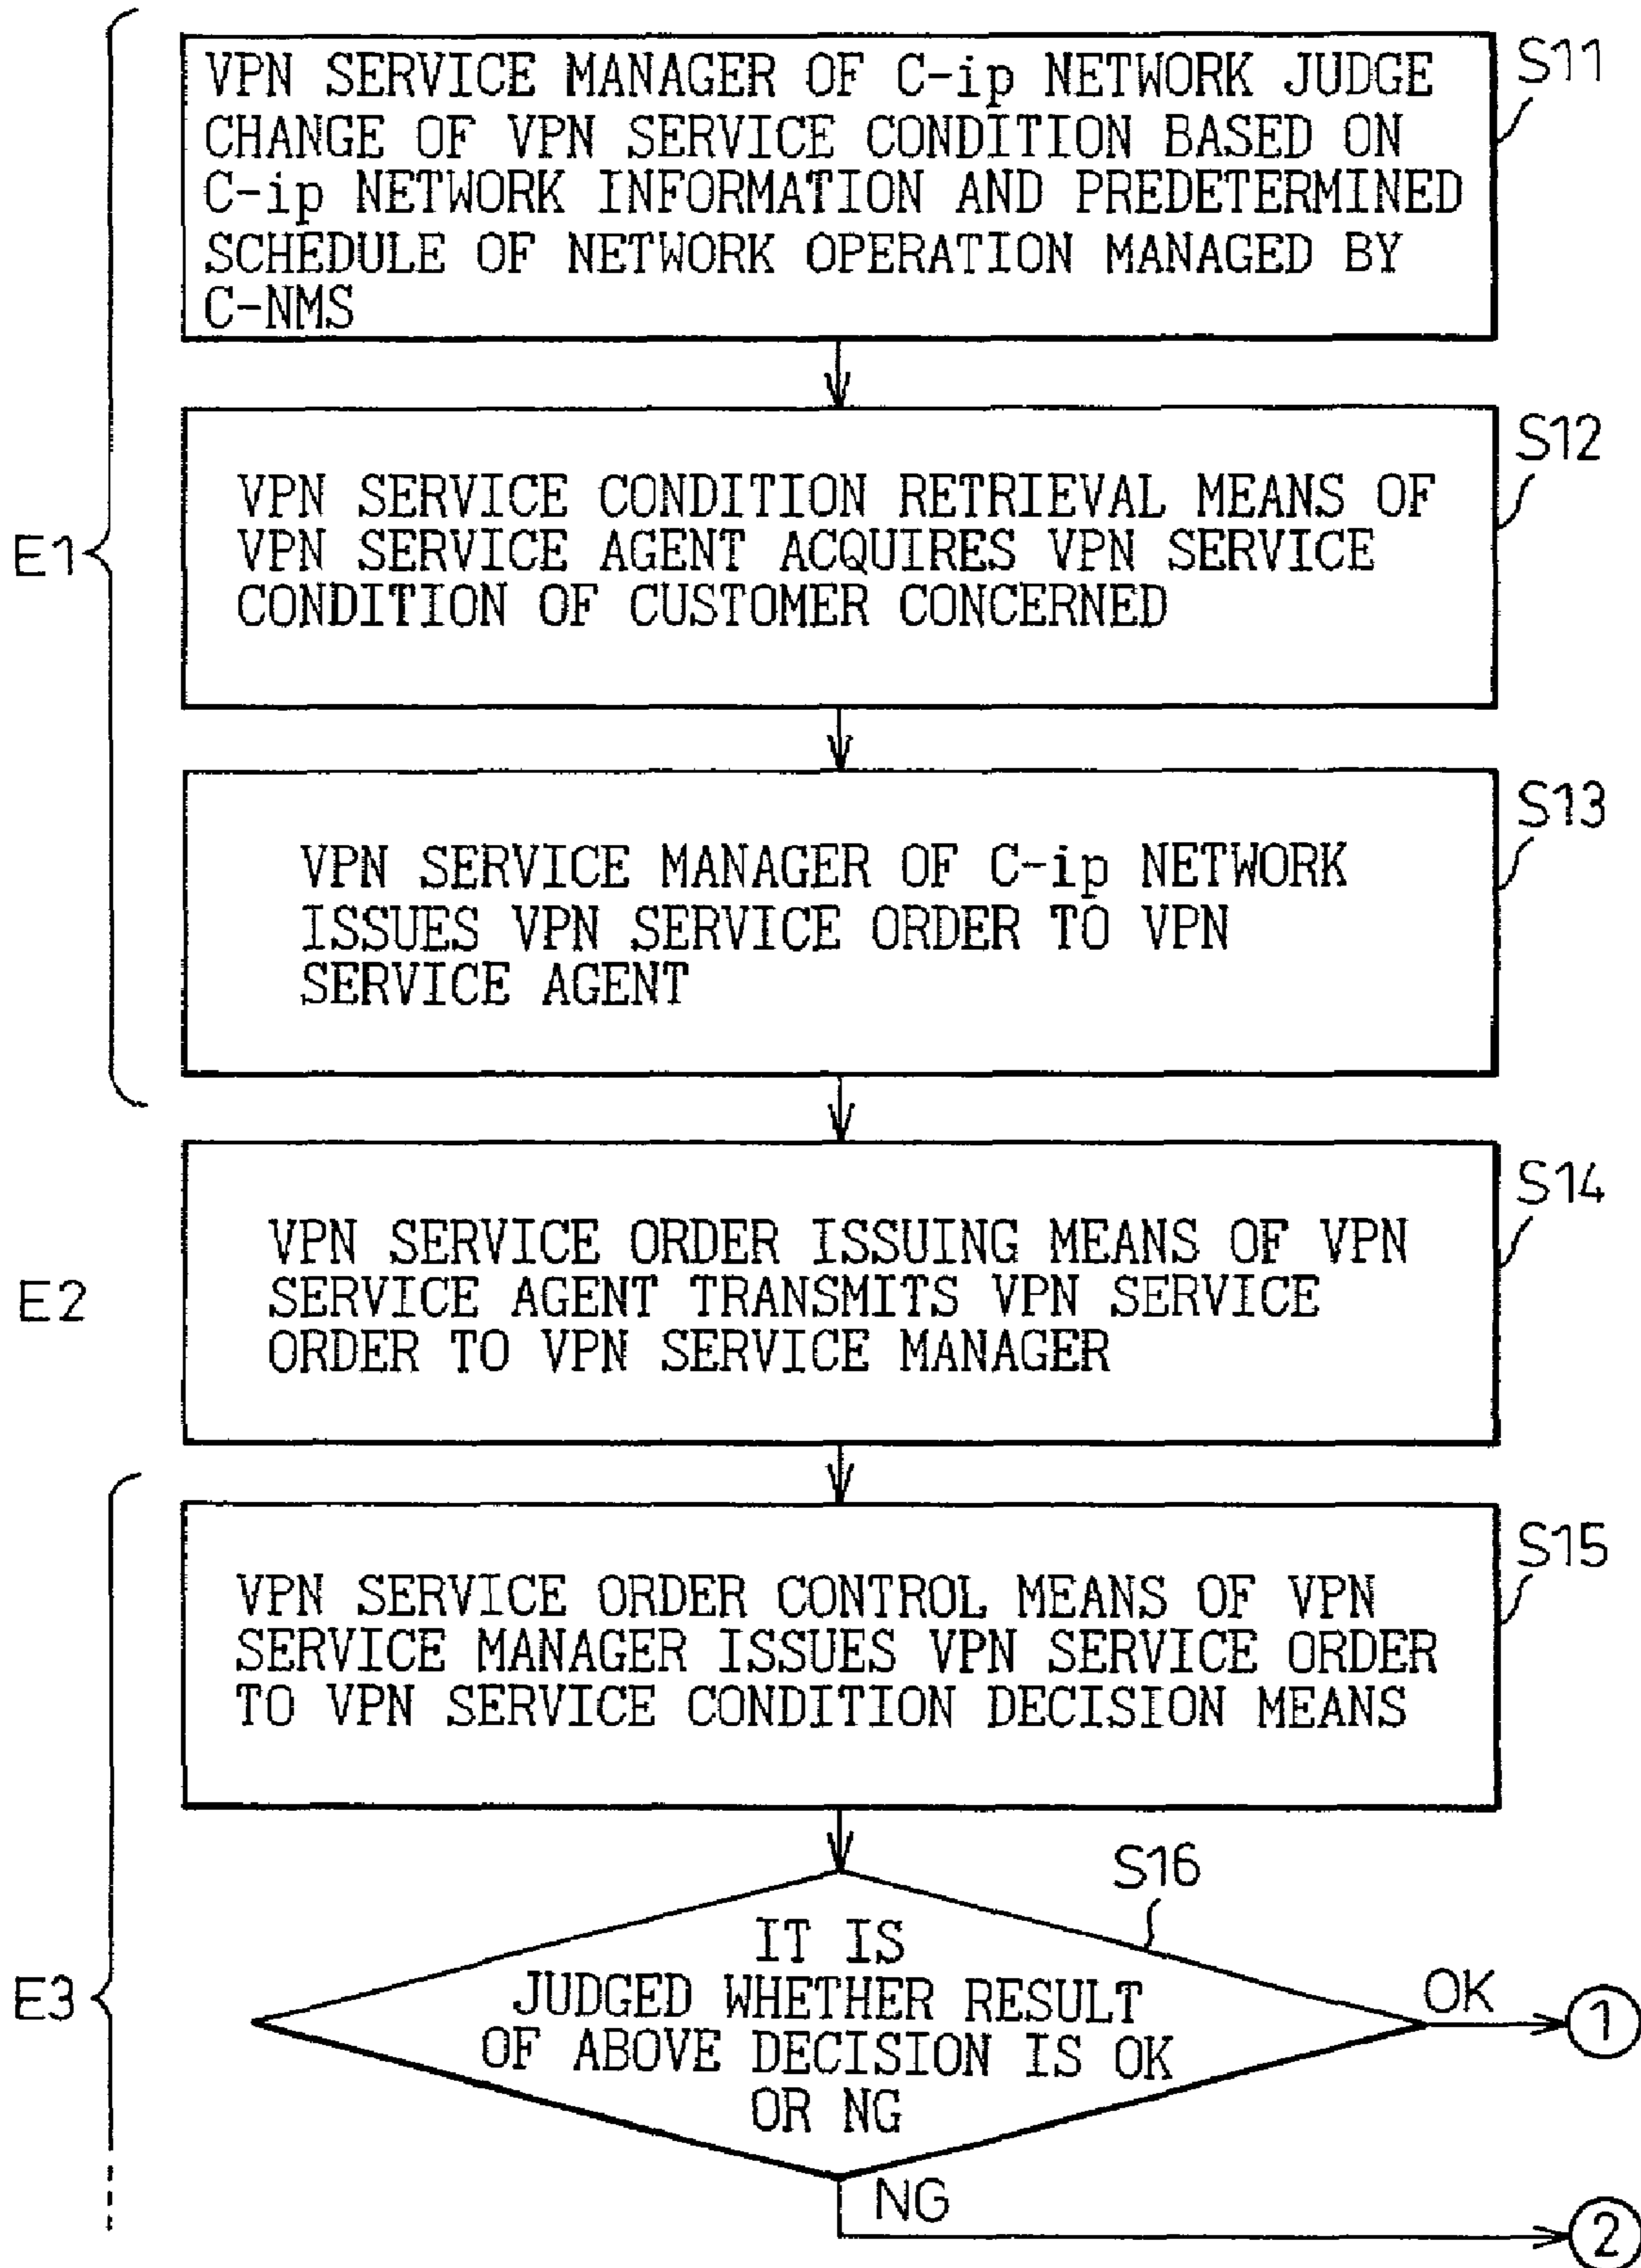 S11
VPN SERVICE MANAGER OF C-ip NETWORK JUDGE
CHANGE OF VPN SERVICE CONDITION BASED ON
C-ip NETWORK INFORMATION AND PREDETERMINED
SCHEDULE OF NETWORK OPERATION MANAGED BY
C-NMS
S12
VPN SERVICE CONDITION RETRIEVAL MEANS OF
VPN SERVICE AGENT ACQUIRES VPN SERVICE
CONDITION OF CUSTOMER CONCERNED
E1
S13
VPN SERVICE MANAGER OF C-ip NETWORK
ISSUES VPN SERVICE ORDER TO VPN
SERVICE AGENT
S14
VPN SERVICE ORDER ISSUING MEANS OF VPN
SERVICE AGENT TRANSMITS VPN SERVICE
ORDER TO VPN SERVICE MANAGER
E2
S15
VPN SERVICE ORDER CONTROL MEANS OF VPN
SERVICE MANAGER ISSUES VPN SERVICE ORDER
TO VPN SERVICE CONDITION DECISION MEANS
S16
IT IS
JUDGED WHETHER RESULT
OF ABOVE DECISION IS OK
OR NG
E3
OK
1
NG
2